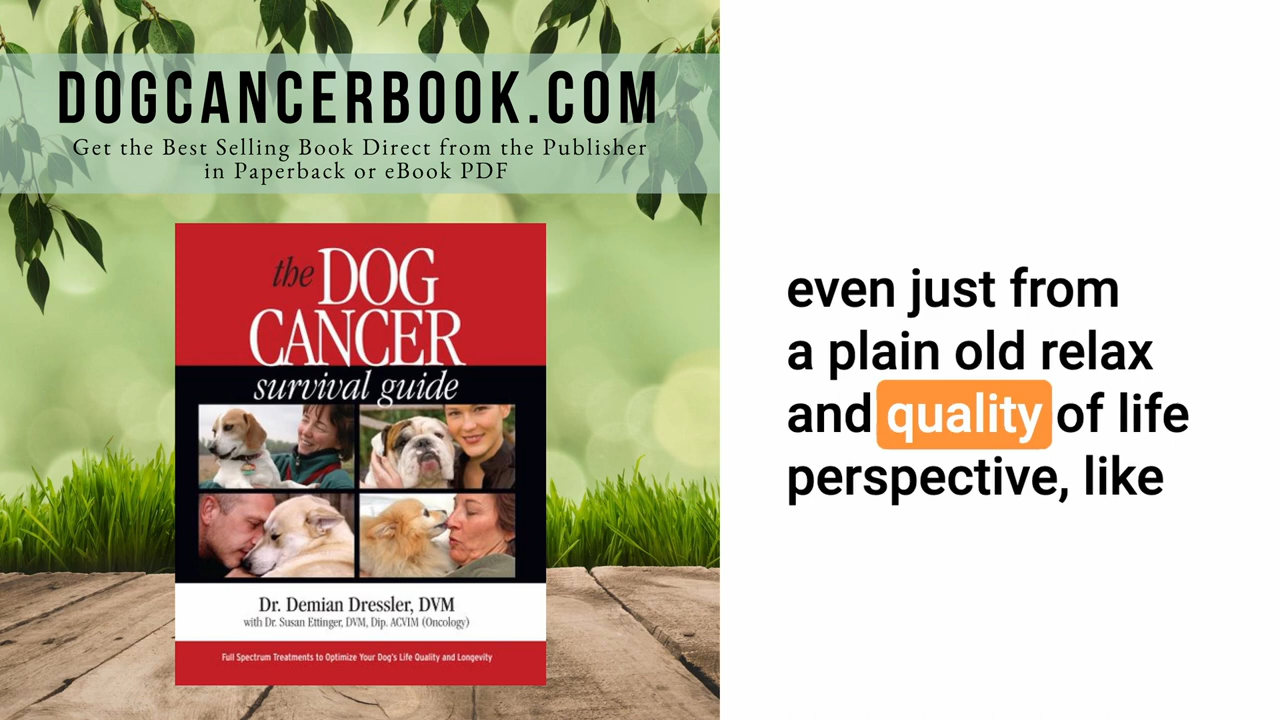 DOGCANCERBOOK.COM
Get the Best Selling Book Direct from the Publisher
in Paperback or eBook PDF
the DOG
CANCER
survival guide
Dr. Demian Dressler, DVM
with Dr. Susan Ettinger, DVM, Dip. ACVIM (Oncology)
Full Spectrum Treatments to Optimize Your Dog's Life Quality and Longevity
even just from
a plain old relax
and quality of life
perspective, like